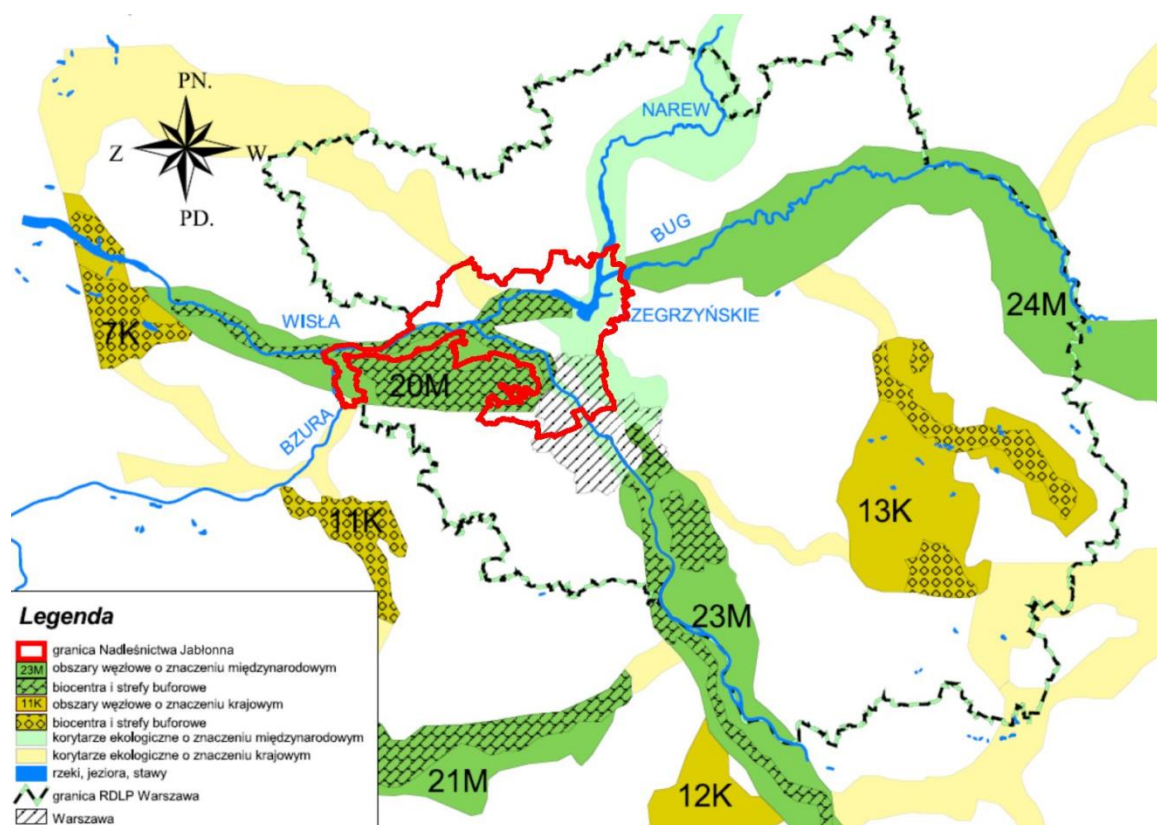 PN.
NAREW
Z
W.
PD.
BUG
WISŁA
ZEGRZYŃSKIE
24M
7K
20M
BZURA
11K
13K
23M
21M
12K
Legenda
granica Nadleśnictwa Jabłonna
23M obszary węzłowe o znaczeniu międzynarodowym
biocentra i strefy buforowe
11K obszary węzłowe o znaczeniu krajowym
biocentra i strefy buforowe
korytarze ekologiczne o znaczeniu międzynarodowym
korytarze ekologiczne o znaczeniu krajowym
rzeki, jeziora, stawy
granica RDLP Warszawa
Warszawa